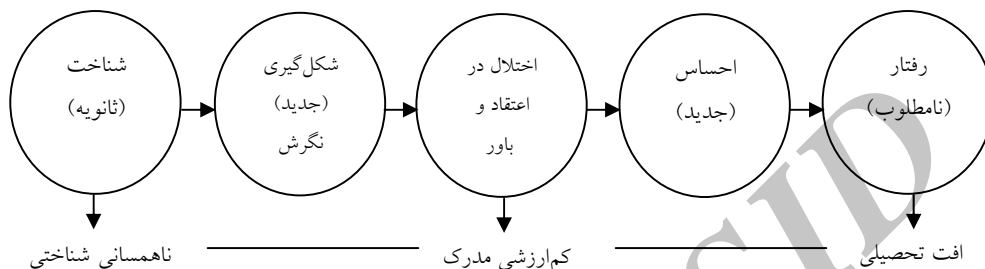 شناخت
(ثانویه)
شکل‌گیری
(جدید)
نگرش
اختلال در
اعتقاد و
باور
احساس
(جدید)
رفتار
(نامطلوب)
ناهمسانی شناختی
کم‌ارزشی مدرک
افت تحصیلی
SID